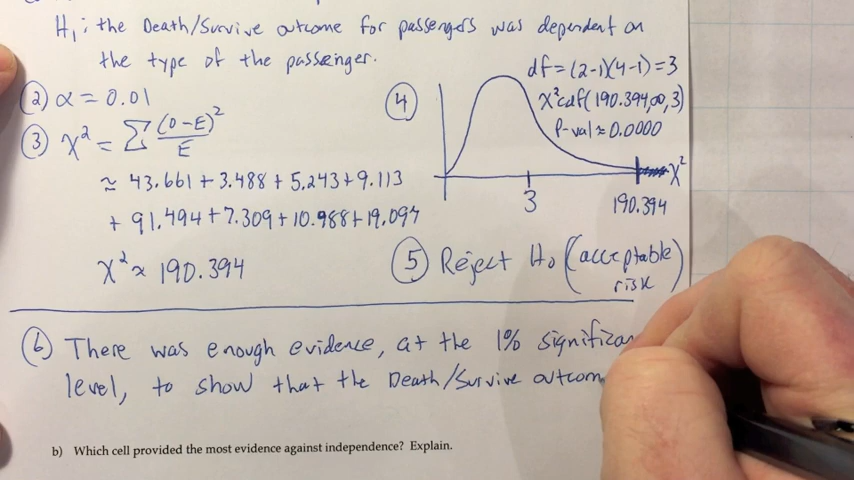 H₁: the Death/Survive outcome for passengers was dependent on
the type of the passenger.
② α = 0.01
③ χ² = Σ (O-E)²/E
≈ 43.661 + 3.488 + 5.243 + 9.113
+ 91.494 + 7.309 + 10.988 + 19.097
χ² ≈ 190.394
④
df = (2-1)(4-1) = 3
χ²cdf(190.394, ∞, 3)
P-val ≈ 0.0000
χ²
3
190.394
⑤ Reject H₀ (acceptable
risk)
⑥ There was enough evidence, at the 1% significan
level, to show that the Death/Survive outcom
b) Which cell provided the most evidence against independence? Explain.